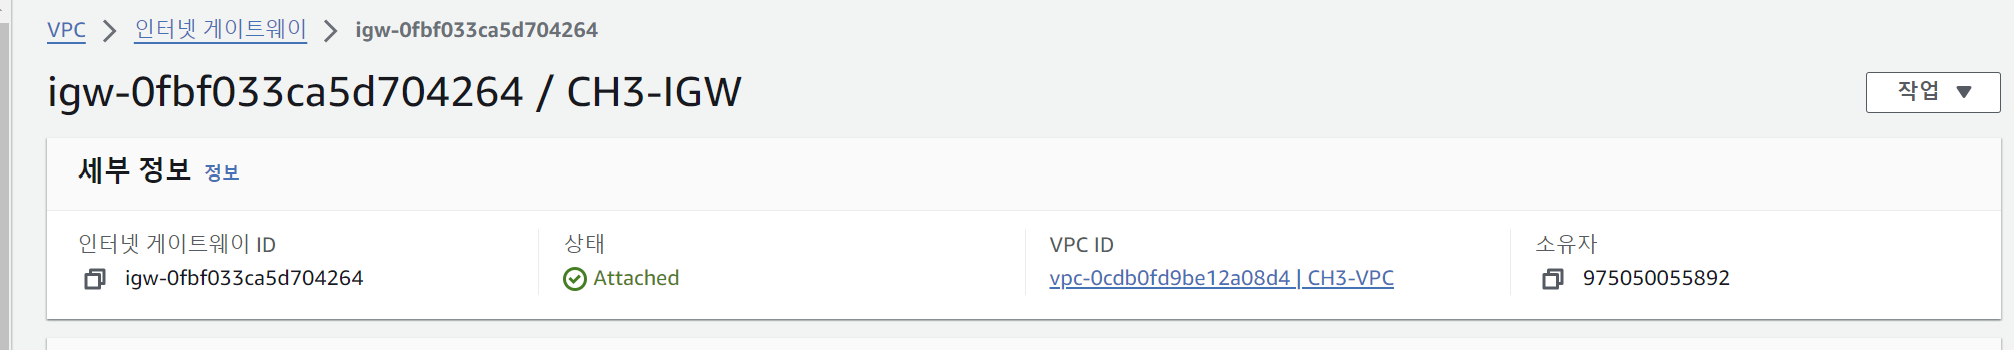 VPC > 인터넷 게이트웨이 > igw-0fbf033ca5d704264
igw-0fbf033ca5d704264 / CH3-IGW
작업 ▼
세부 정보 정보
인터넷 게이트웨이 ID
igw-0fbf033ca5d704264
상태
Attached
VPC ID
vpc-0cdb0fd9be12a08d4 | CH3-VPC
소유자
975050055892